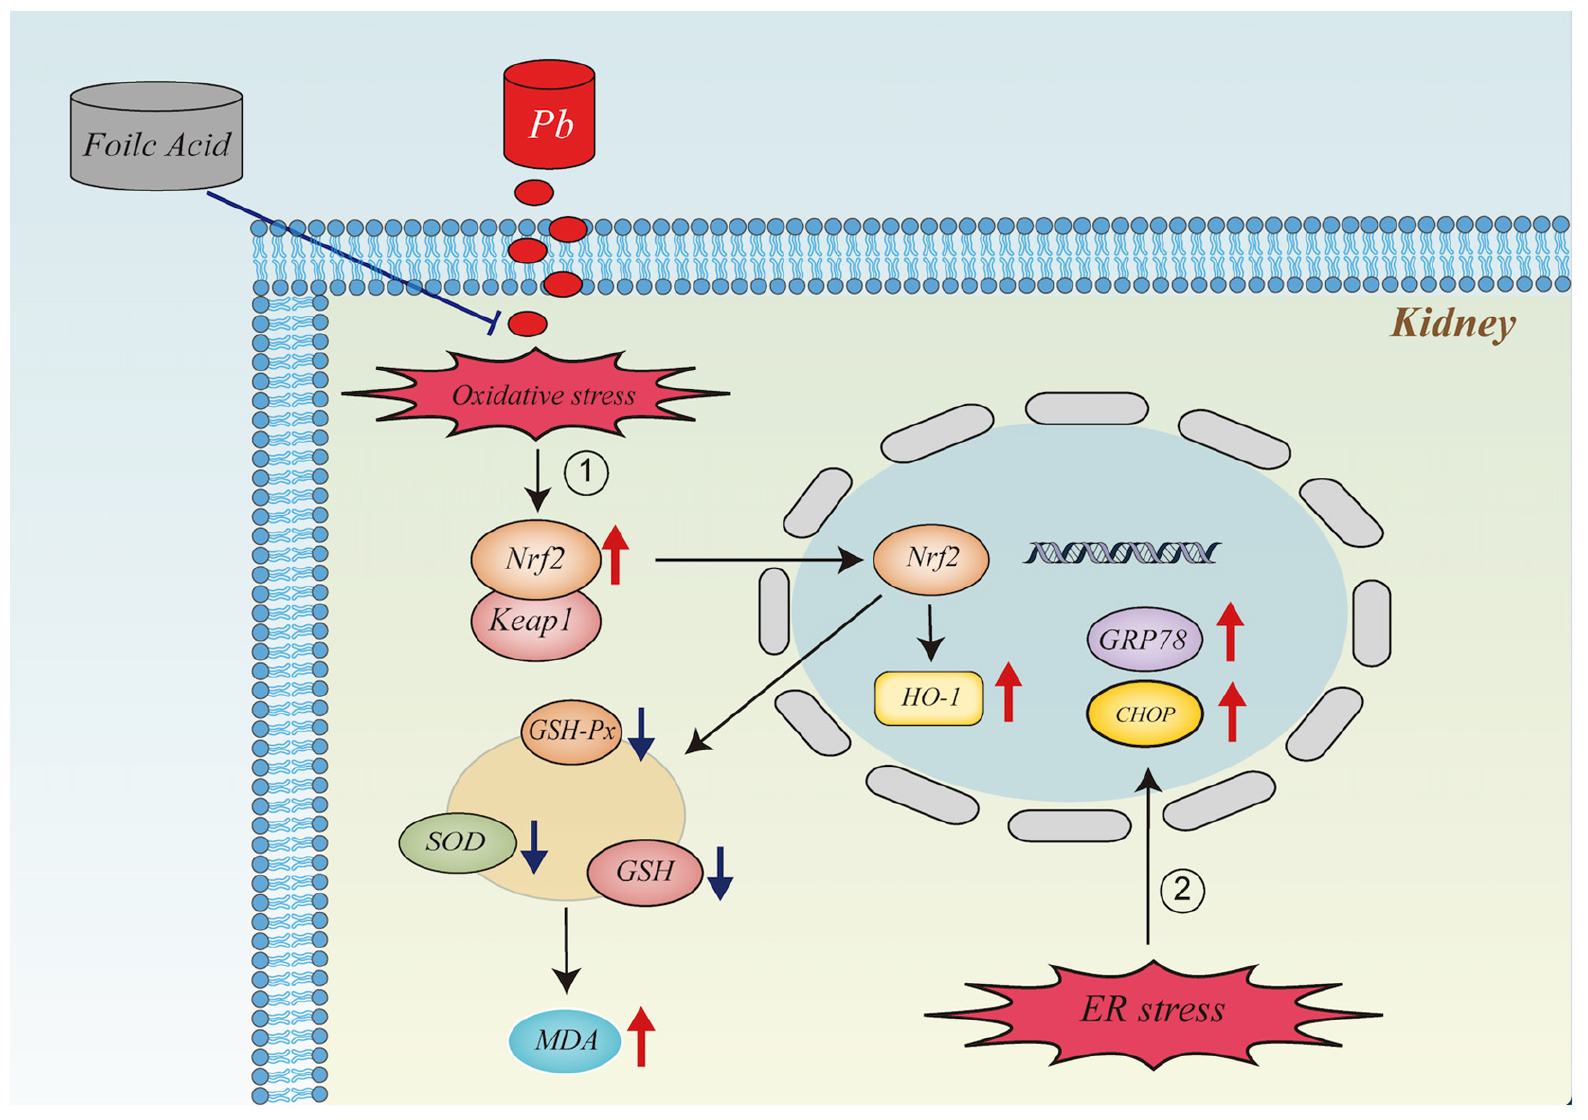 Foilc Acid
Pb
Kidney
Oxidative stress
1
Nrf2
Keap1
Nrf2
GRP78
HO-1
CHOP
GSH-Px
SOD
GSH
2
MDA
ER stress